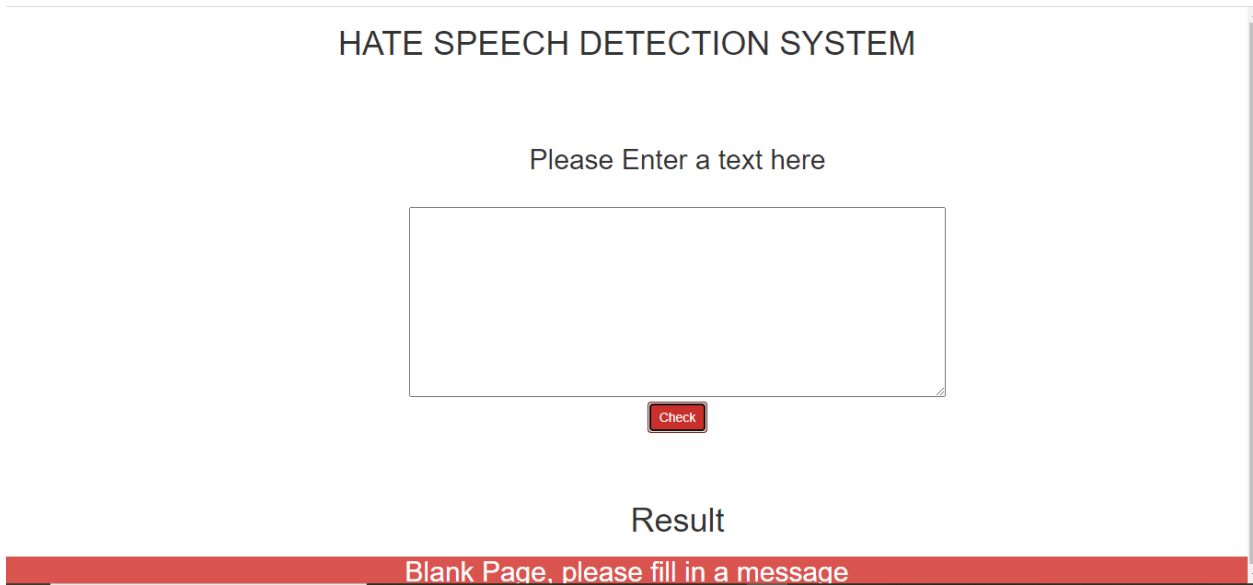 HATE SPEECH DETECTION SYSTEM
Please Enter a text here
Check
Result
Blank Page, please fill in a message